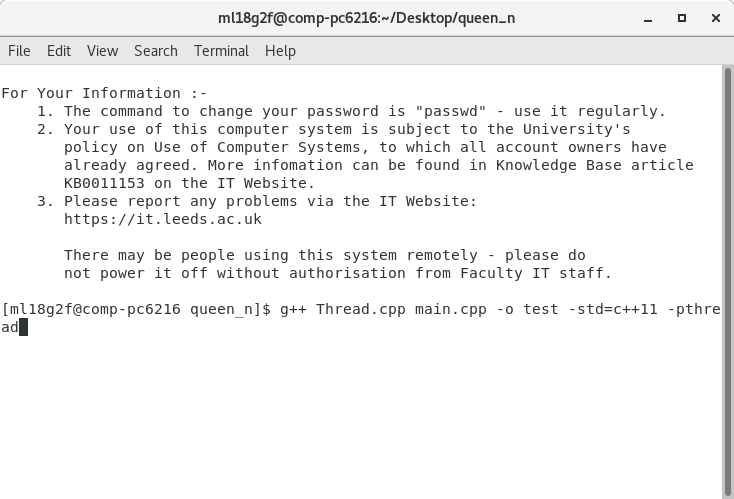 ml18g2f@comp-pc6216:~/Desktop/queen_n
File Edit View Search Terminal Help
For Your Information :-
1. The command to change your password is "passwd" - use it regularly.
2. Your use of this computer system is subject to the University's
policy on Use of Computer Systems, to which all account owners have
already agreed. More infomation can be found in Knowledge Base article
KB0011153 on the IT Website.
3. Please report any problems via the IT Website:
https://it.leeds.ac.uk
There may be people using this system remotely - please do
not power it off without authorisation from Faculty IT staff.
[ml18g2f@comp-pc6216 queen_n]$ g++ Thread.cpp main.cpp -o test -std=c++11 -pthre
ad